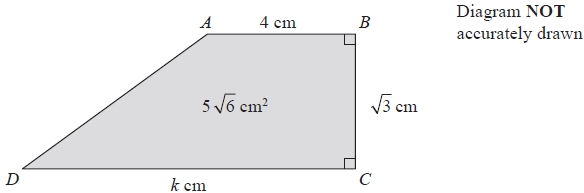 A 4 cm B
Diagram NOT
accurately drawn
5√6 cm²
√3 cm
D
k cm
C